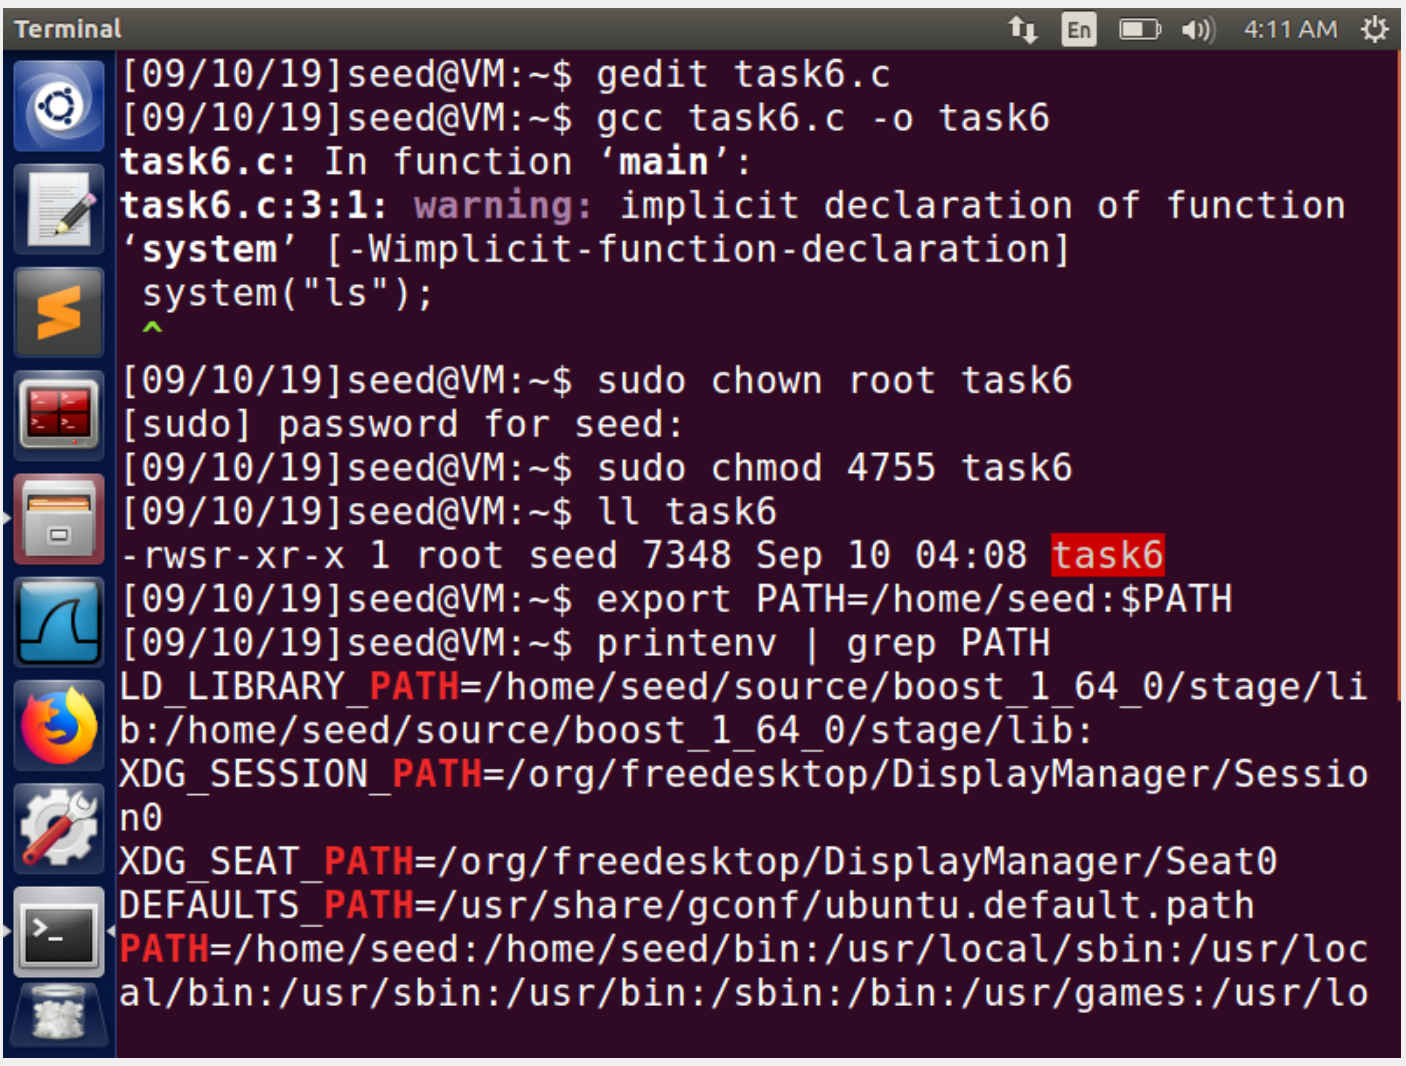 Terminal
En
4:11 AM
[09/10/19]seed@VM:~$ gedit task6.c
[09/10/19]seed@VM:~$ gcc task6.c -o task6
task6.c: In function ‘main’:
task6.c:3:1: warning: implicit declaration of function
‘system’ [-Wimplicit-function-declaration]
 system("ls");
 ^
[09/10/19]seed@VM:~$ sudo chown root task6
[sudo] password for seed:
[09/10/19]seed@VM:~$ sudo chmod 4755 task6
[09/10/19]seed@VM:~$ ll task6
-rwsr-xr-x 1 root seed 7348 Sep 10 04:08 task6
[09/10/19]seed@VM:~$ export PATH=/home/seed:$PATH
[09/10/19]seed@VM:~$ printenv | grep PATH
LD_LIBRARY_PATH=/home/seed/source/boost_1_64_0/stage/li
b:/home/seed/source/boost_1_64_0/stage/lib:
XDG_SESSION_PATH=/org/freedesktop/DisplayManager/Sessio
n0
XDG_SEAT_PATH=/org/freedesktop/DisplayManager/Seat0
DEFAULTS_PATH=/usr/share/gconf/ubuntu.default.path
PATH=/home/seed:/home/seed/bin:/usr/local/sbin:/usr/loc
al/bin:/usr/sbin:/usr/bin:/sbin:/bin:/usr/games:/usr/lo